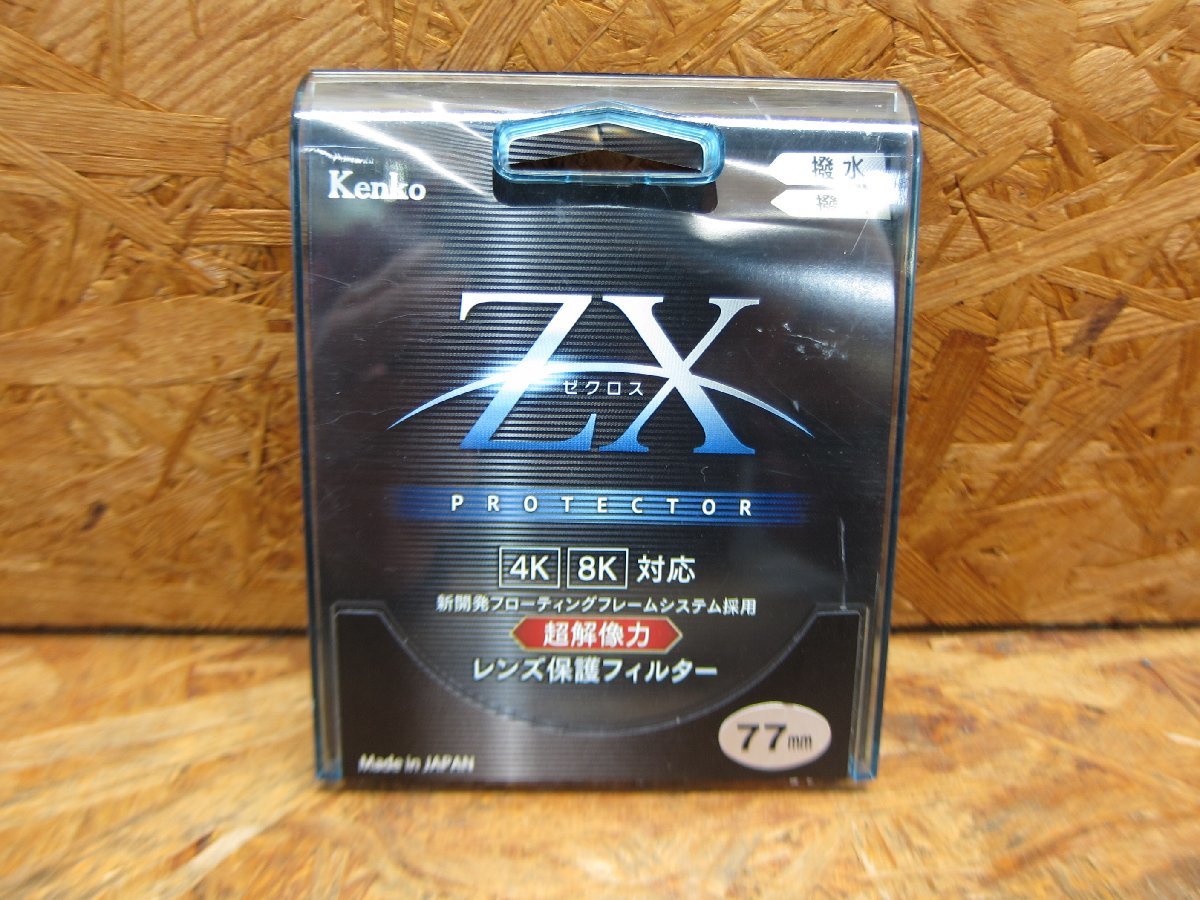 Kenko
撥水
撥
ZX
ゼクロス
PROTECTOR
4K 8K 対応
新開発フローティングフレームシステム採用
超解像力
レンズ保護フィルター
77mm
Made in JAPAN